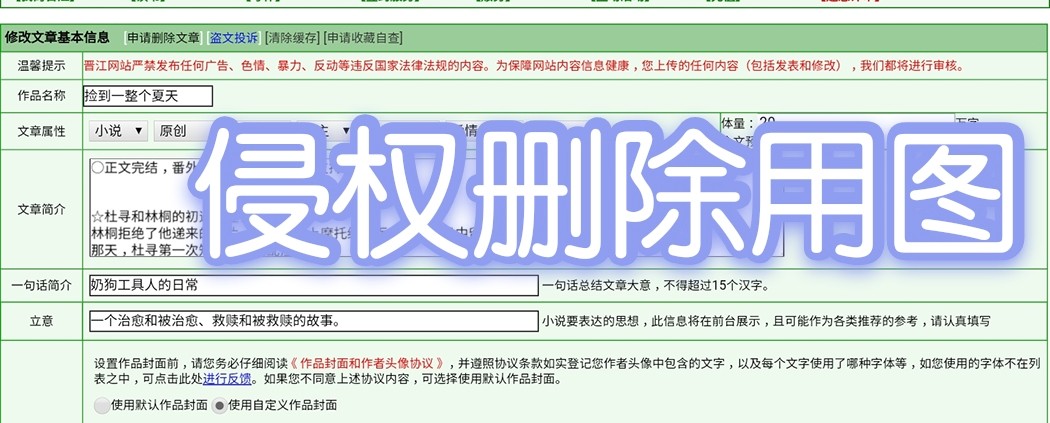 修改文章基本信息 [申请删除文章] [盗文投诉] [清除缓存] [申请收藏自查]
温馨提示 晋江网站严禁发布任何广告、色情、暴力、反动等违反国家法律法规的内容。为保障网站内容信息健康，您上传的任何内容（包括发表和修改），我们都将进行审核。
作品名称 捡到一整个夏天
文章属性 小说 ▼ 原创 体量：
侵权删除用图
文章简介 〇正文完结，番外
☆杜寻和林桐的初
林桐拒绝了他递来的
那天，杜寻第一次
一句话简介 奶狗工具人的日常 一句话总结文章大意，不得超过15个汉字。
立意 一个治愈和被治愈、救赎和被救赎的故事。 小说要表达的思想，此信息将在前台展示，且可能作为各类推荐的参考，请认真填写
设置作品封面前，请您务必仔细阅读《 作品封面和作者头像协议 》，并遵照协议条款如实登记您作者头像中包含的文字，以及每个文字使用了哪种字体等，如您使用的字体不在列
表之中，可点击此处进行反馈。如果您不同意上述协议内容，可选择使用默认作品封面。
使用默认作品封面 使用自定义作品封面